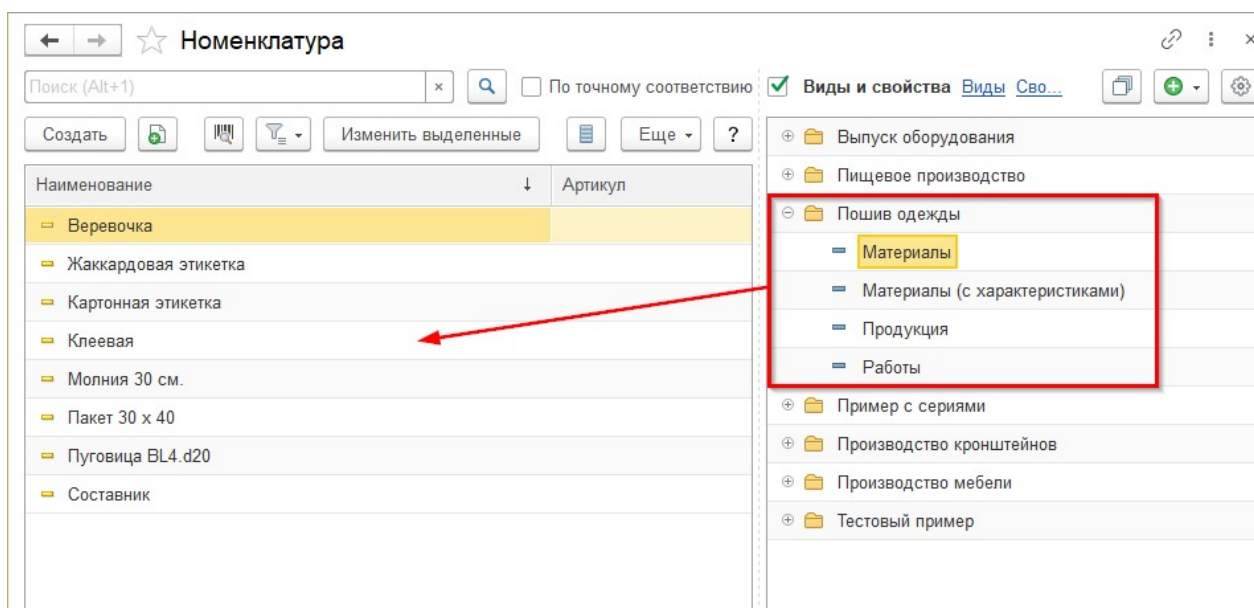 Номенклатура
Поиск (Alt+1) × По точному соответствию
Создать Изменить выделенные Еще ?
Наименование ↓ Артикул
Веревочка
Жаккардовая этикетка
Картонная этикетка
Клеевая
Молния 30 см.
Пакет 30 х 40
Пуговица BL4.d20
Составник
Виды и свойства Виды Сво...
Выпуск оборудования
Пищевое производство
Пошив одежды
Материалы
Материалы (с характеристиками)
Продукция
Работы
Пример с сериями
Производство кронштейнов
Производство мебели
Тестовый пример